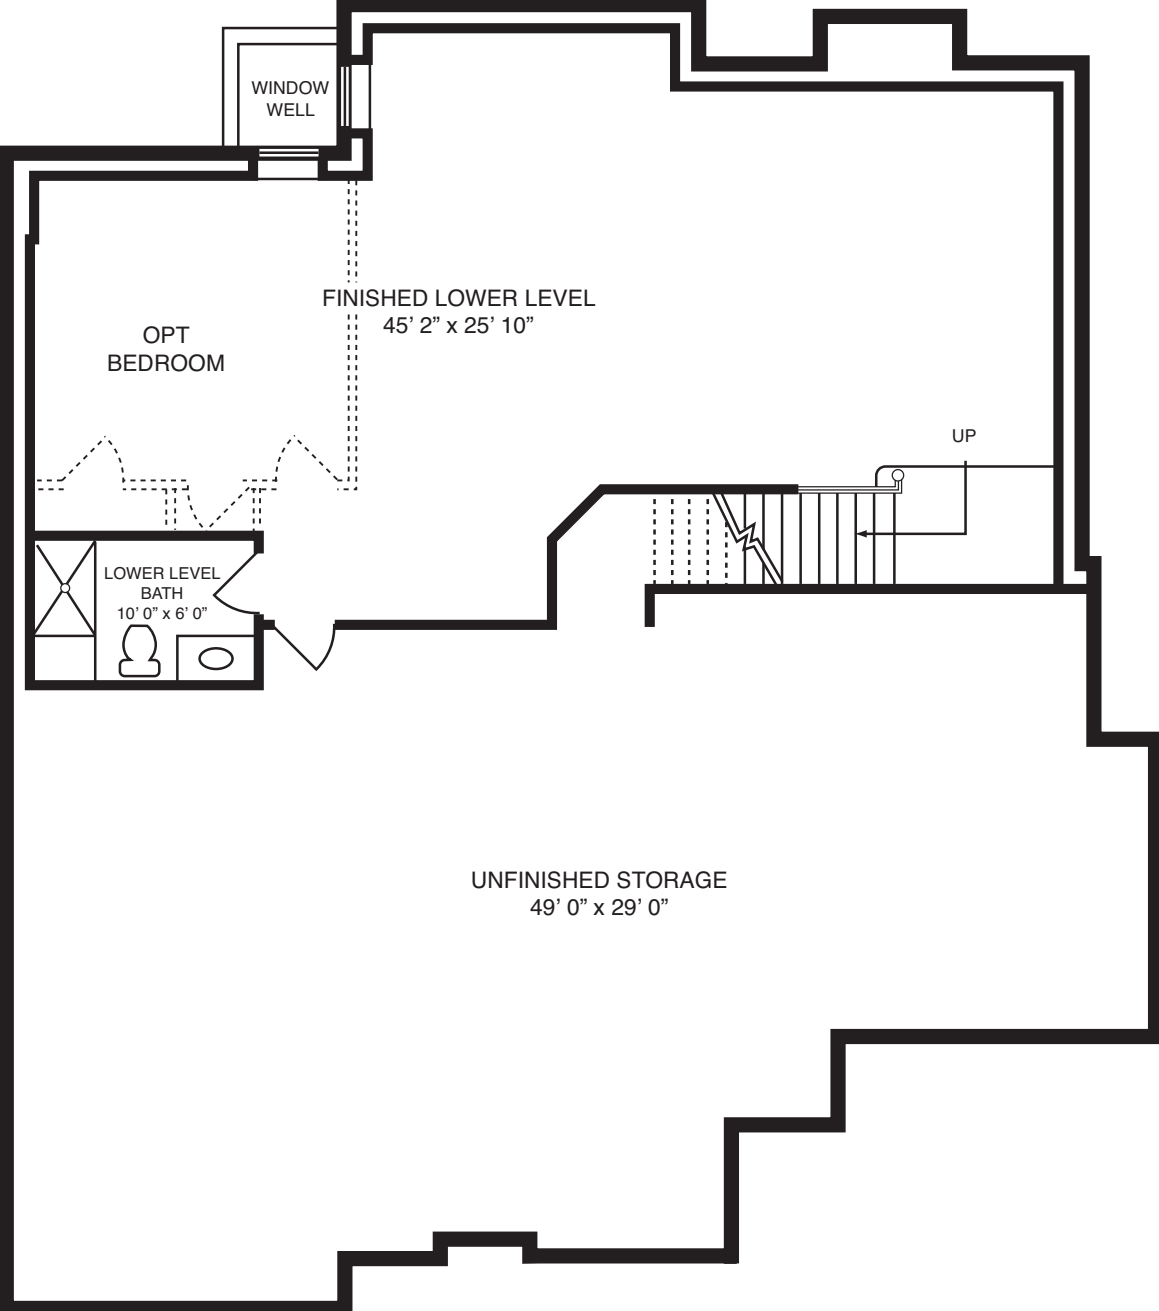 WINDOW
WELL
FINISHED LOWER LEVEL
45’ 2” x 25’ 10”
OPT
BEDROOM
UP
LOWER LEVEL
BATH
10’ 0” x 6’ 0”
UNFINISHED STORAGE
49’ 0” x 29’ 0”